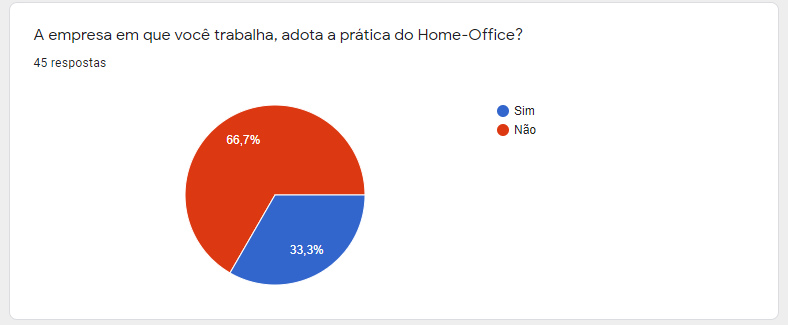 A empresa em que você trabalha, adota a prática do Home-Office?
45 respostas
Sim
Não
66,7%
33,3%